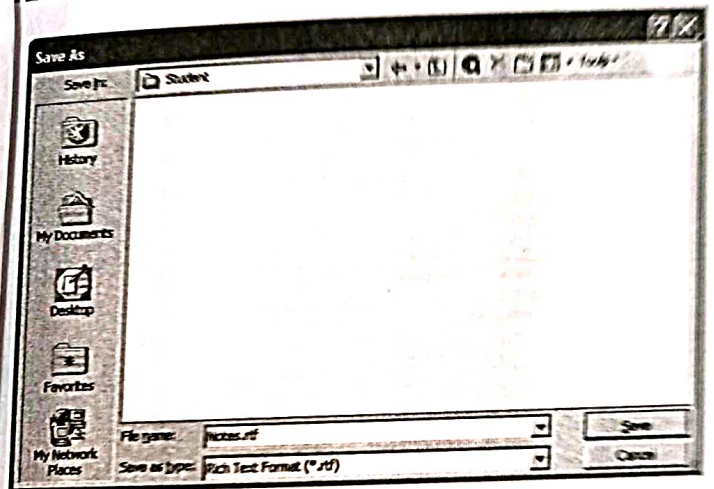 Save As
Save in:
Student
Tools
History
My Documents
Desktop
Favorites
My Network
Places
File name:
Notes.rtf
Save
Save as type:
Rich Text Format (*.rtf)
Cancel